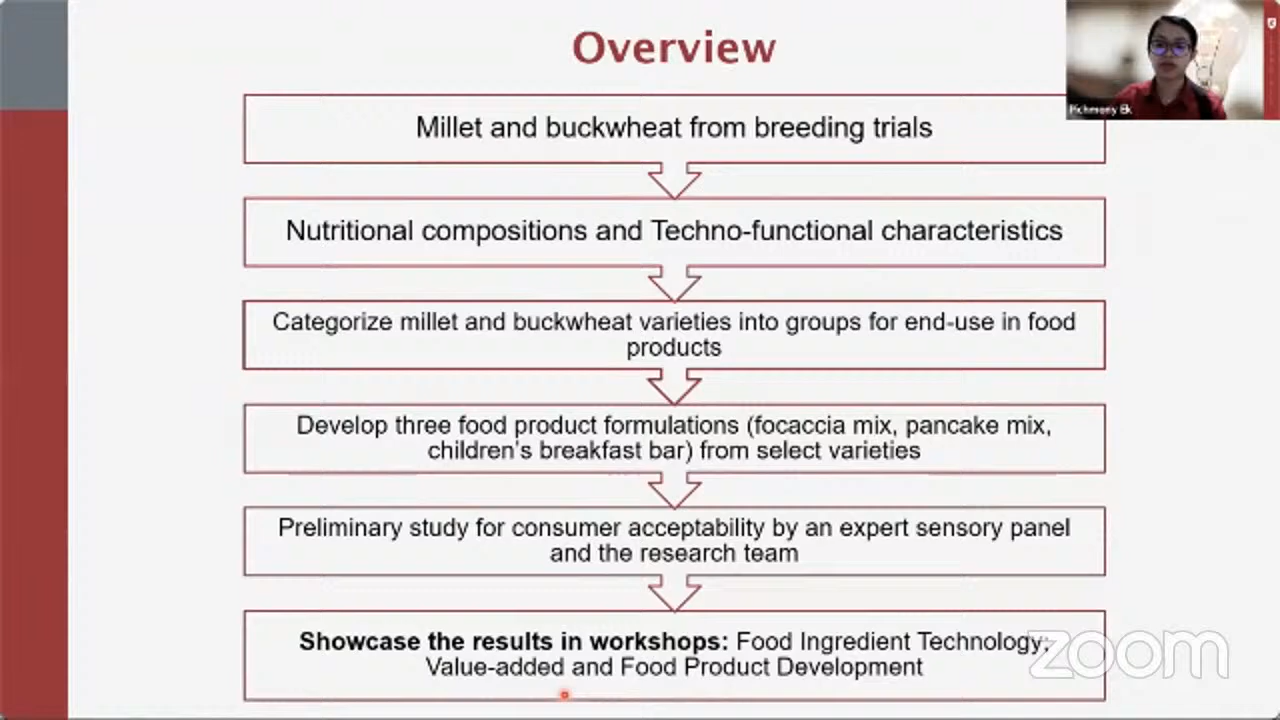 Overview
Millet and buckwheat from breeding trials
Nutritional compositions and Techno-functional characteristics
Categorize millet and buckwheat varieties into groups for end-use in food
products
Develop three food product formulations (focaccia mix, pancake mix,
children's breakfast bar) from select varieties
Preliminary study for consumer acceptability by an expert sensory panel
and the research team
Showcase the results in workshops: Food Ingredient Technology;
Value-added and Food Product Development
Pichmony Ek
zoom